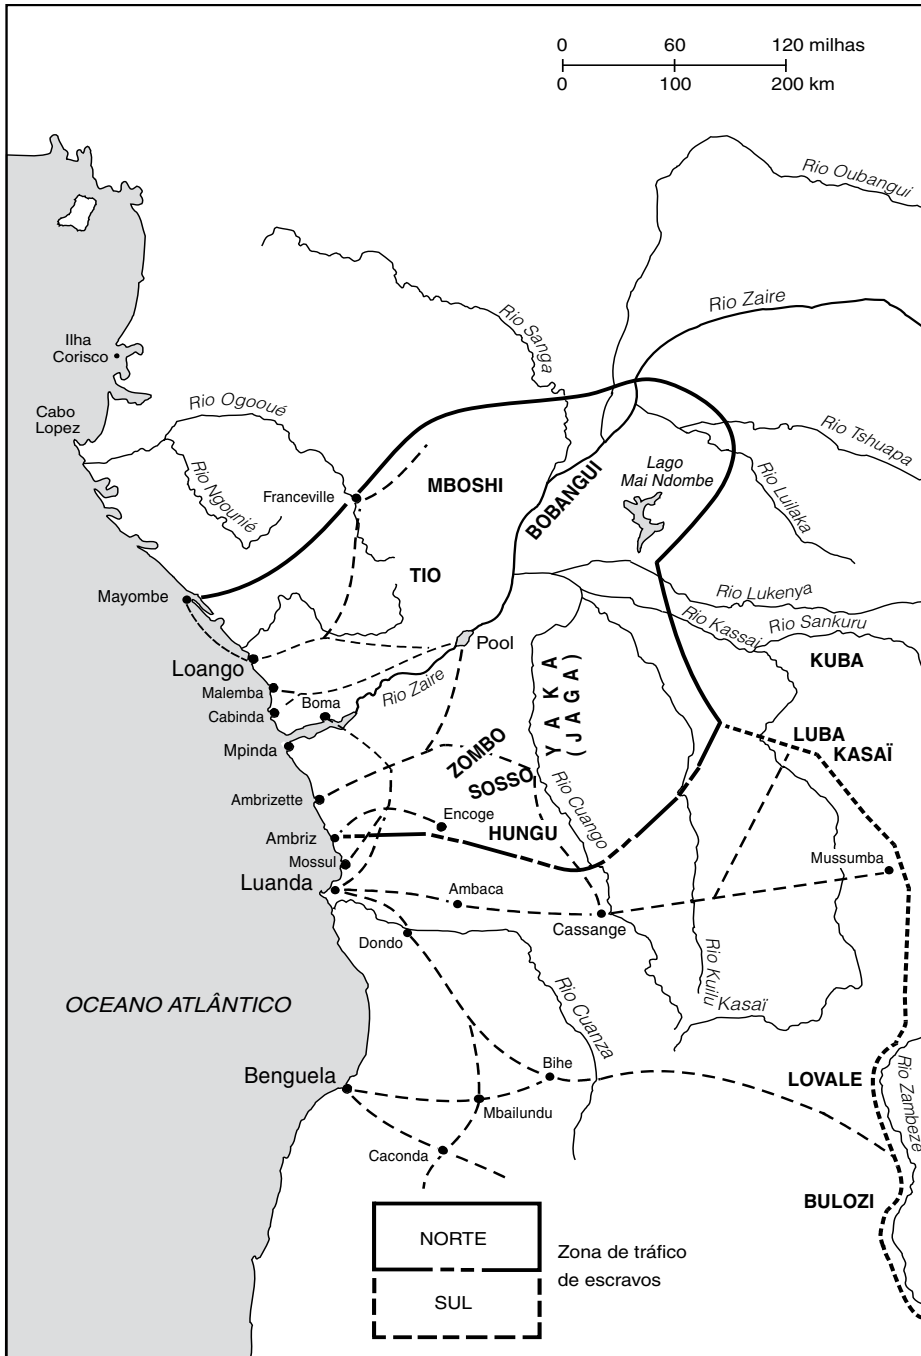 0 60 120 milhas
0 100 200 km
Rio Oubangui
Rio Zaire
Rio Sanga
Ilha
Corisco
Cabo
Lopez
Rio Ogooué
Rio Ngounié
Rio Tshuapa
Lago
Mai Ndombe
Rio Luilaka
Franceville
MBOSHI
BOBANGUI
TIO
Mayombe
Rio Lukenya
Rio Kassai
Rio Sankuru
Pool
KUBA
Loango
Malemba
Boma
Rio Zaire
Cabinda
YAKA
(JAGA)
Mpinda
ZOMBO
LUBA
KASAÏ
SOSSO
Ambrizette
Rio Cuango
Encoge
HUNGU
Ambriz
Mossul
Mussumba
Luanda
Ambaca
Cassange
Dondo
Rio Kuilu
OCEANO ATLÂNTICO
Rio Cuanza
Kasaï
Bihe
Benguela
LOVALE
Rio Zambeze
Mbailundu
Caconda
BULOZI
NORTE
Zona de tráfico
de escravos
SUL